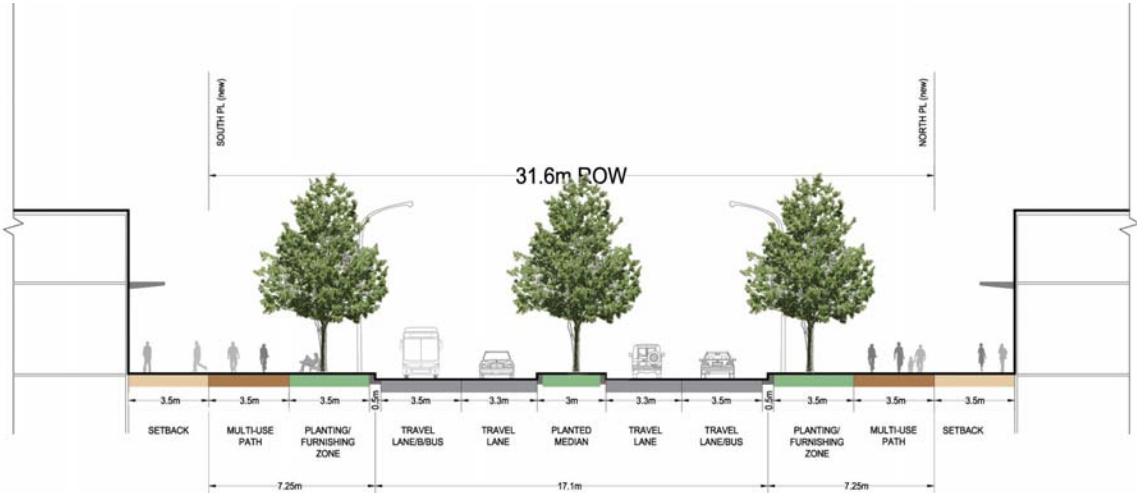 SOUTH PL (new)
NORTH PL (new)
31.6m ROW
3.5m 3.5m 3.5m 0.5m 3.5m 3.3m 3m 3.3m 3.5m 0.5m 3.5m 3.5m 3.5m
SETBACK MULTI-USE PLANTING/ TRAVEL TRAVEL PLANTED TRAVEL TRAVEL PLANTING/ MULTI-USE SETBACK
PATH FURNISHING LANE/B/BUS LANE MEDIAN LANE LANE/BUS FURNISHING PATH
ZONE ZONE
7.25m 17.1m 7.25m